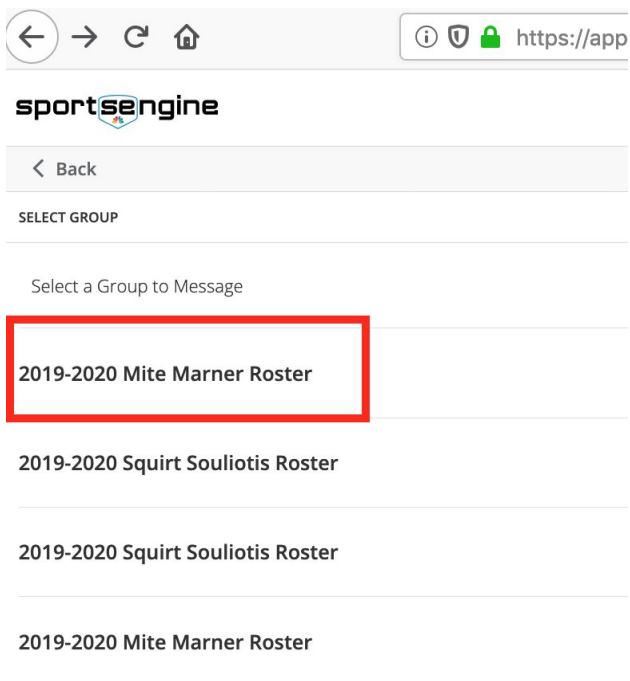 https://app
sportsengine
Back
SELECT GROUP
Select a Group to Message
2019-2020 Mite Marner Roster
2019-2020 Squirt Souliotis Roster
2019-2020 Squirt Souliotis Roster
2019-2020 Mite Marner Roster